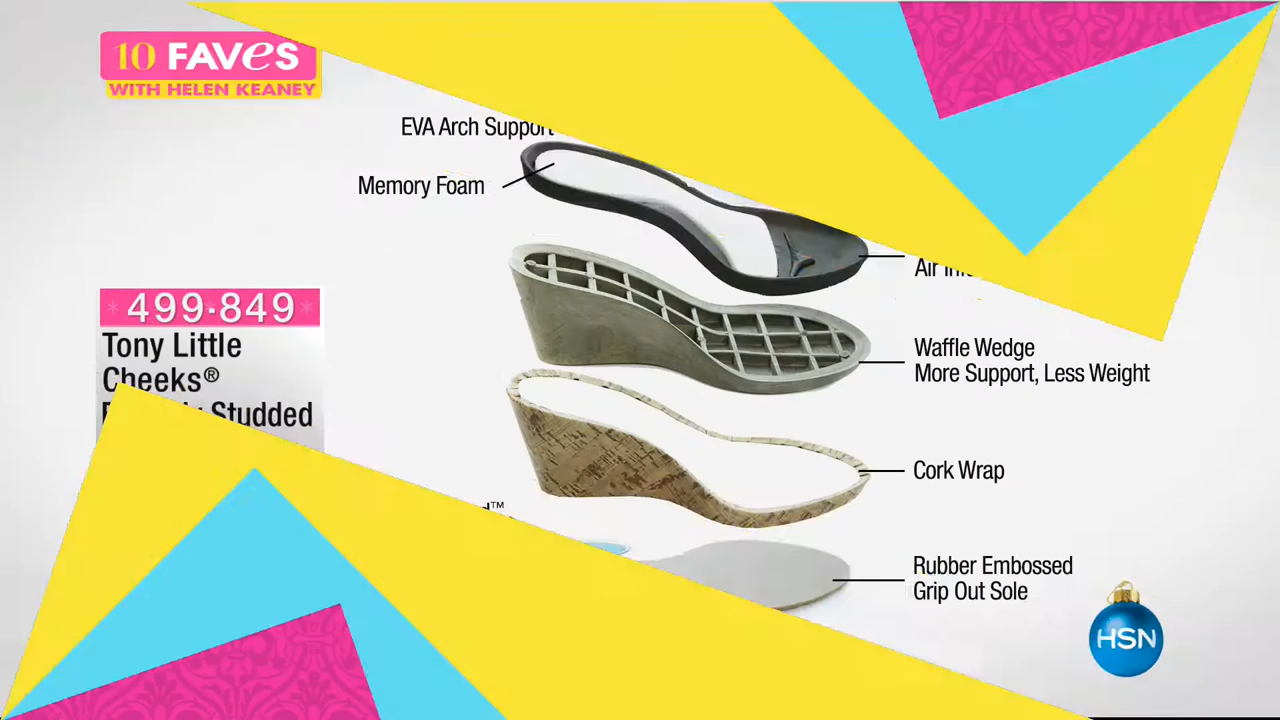 10 FAVES
WITH HELEN KEANEY
EVA Arch Support
Memory Foam
Air
499-849
Tony Little
Cheeks®
Studded
Waffle Wedge
More Support, Less Weight
Cork Wrap
Rubber Embossed
Grip Out Sole
HSN